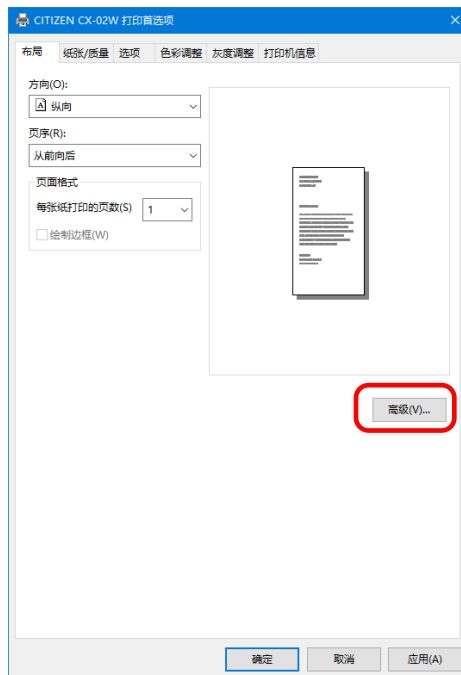 CITIZEN CX-02W 打印首选项
布局 纸张/质量 选项 色彩调整 灰度调整 打印机信息
方向(O):
A 纵向
页序(R):
从前向后
页面格式
每张纸打印的页数(S) 1
绘制边框(W)
高级(V)...
确定 取消 应用(A)